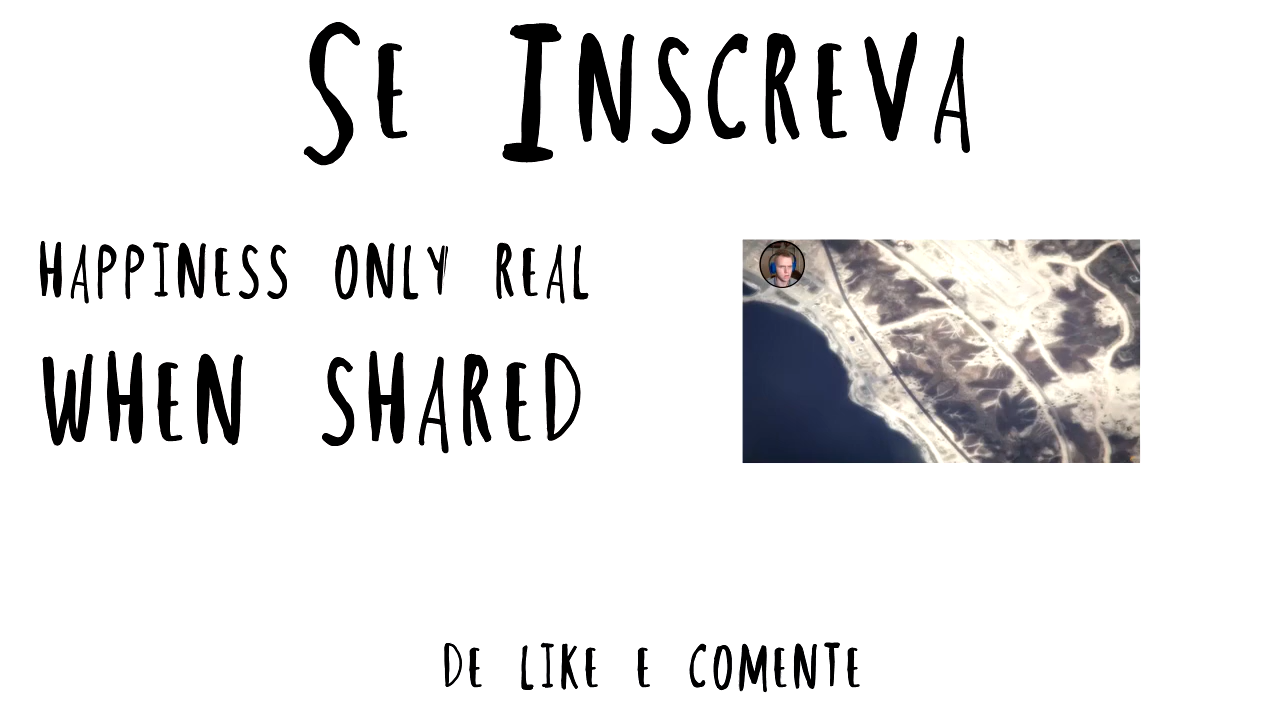 Se Inscreva
Happiness only real
when shared
de like e comente